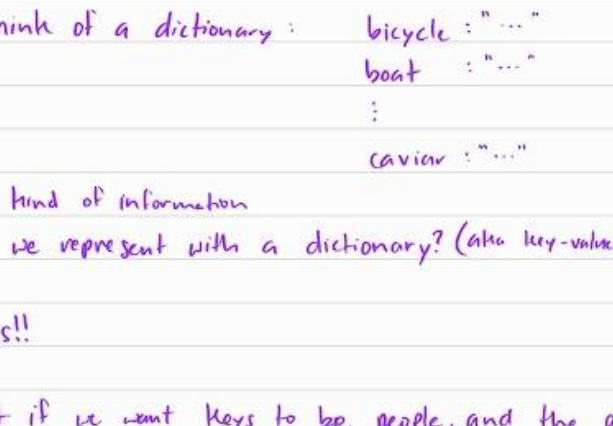 hink of a dictionary : bicycle : "..."
boat : "..."
⋮
caviar : "..."
kind of information
we represent with a dictionary? (aka key-value
s!!
t if we want keys to be people, and the